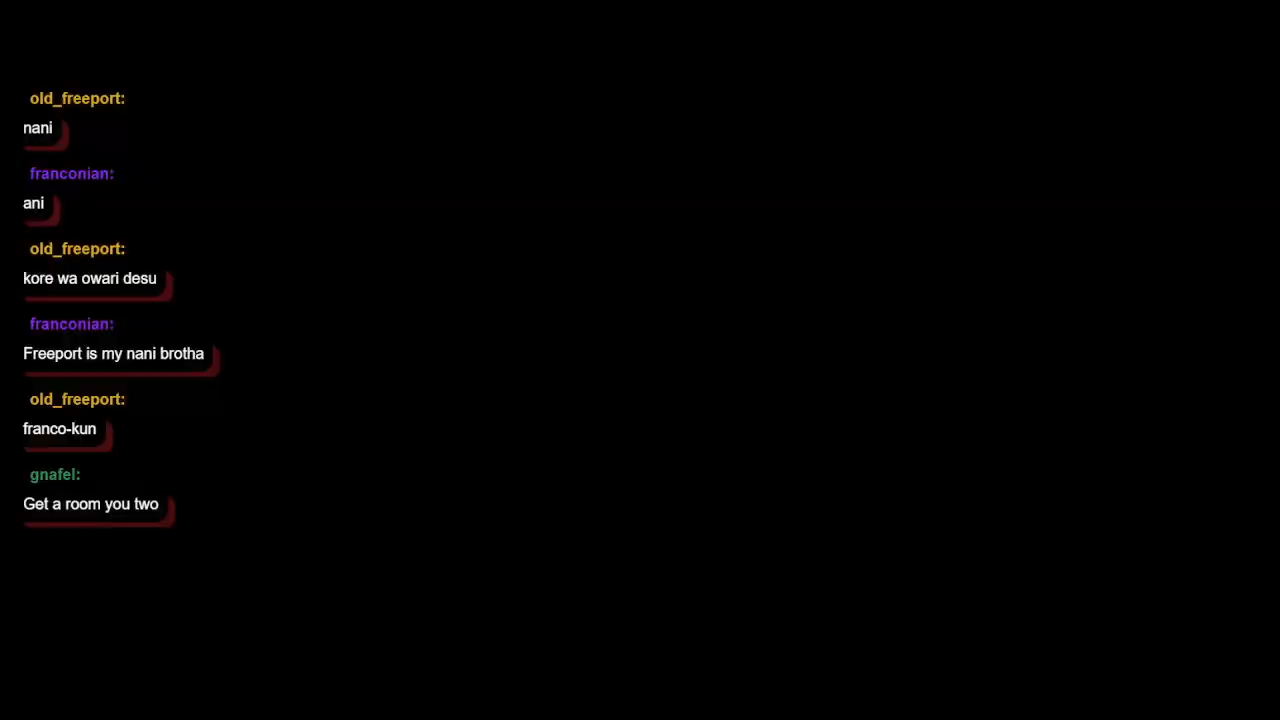 old_freeport:
nani
franconian:
ani
old_freeport:
kore wa owari desu
franconian:
Freeport is my nani brotha
old_freeport:
franco-kun
gnafel:
Get a room you two